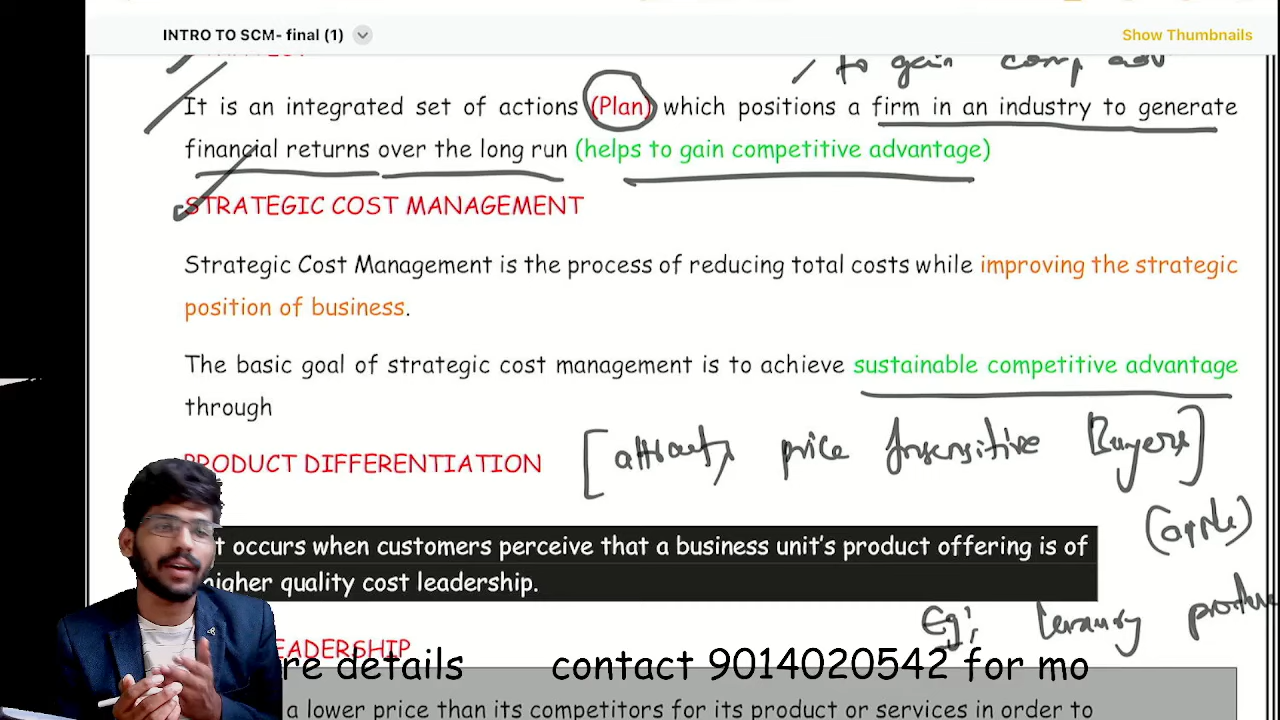 INTRO TO SCM- final (1)
Show Thumbnails
to gain comp adv
It is an integrated set of actions (Plan) which positions a firm in an industry to generate
financial returns over the long run (helps to gain competitive advantage)
STRATEGIC COST MANAGEMENT
Strategic Cost Management is the process of reducing total costs while improving the strategic
position of business.
The basic goal of strategic cost management is to achieve sustainable competitive advantage
through
PRODUCT DIFFERENTIATION
[attracts price Insensitive Buyers]
(apple)
t occurs when customers perceive that a business unit's product offering is of
higher quality cost leadership.
Eg: luxury produ
EADERSHIP
re details contact 9014020542 for mo
a lower price than its competitors for its product or services in order to